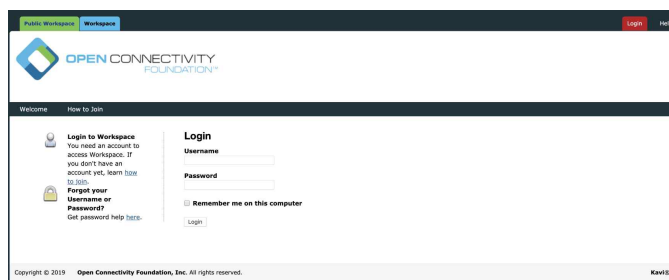 Public Workspace
Workspace
Login
OPEN CONNECTIVITY
FOUNDATION™
Welcome
How to Join
Login to Workspace
You need an account to
access Workspace. If
you don't have an
account yet, learn how
to join.
Forgot your
Username or
Password?
Get password help here.
Login
Username
Password
Remember me on this computer
Login
Copyright © 2019 Open Connectivity Foundation, Inc. All rights reserved.